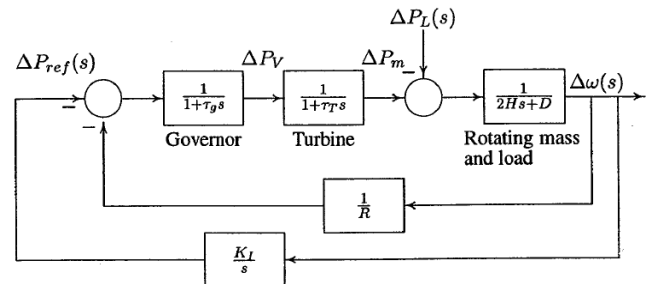 ΔP_L(s)
ΔP_ref(s)
ΔP_V
ΔP_m
Δω(s)
−
−
−
1/(1+τ_g s)
1/(1+τ_T s)
1/(2Hs+D)
Governor
Turbine
Rotating mass
and load
1/R
K_I/s